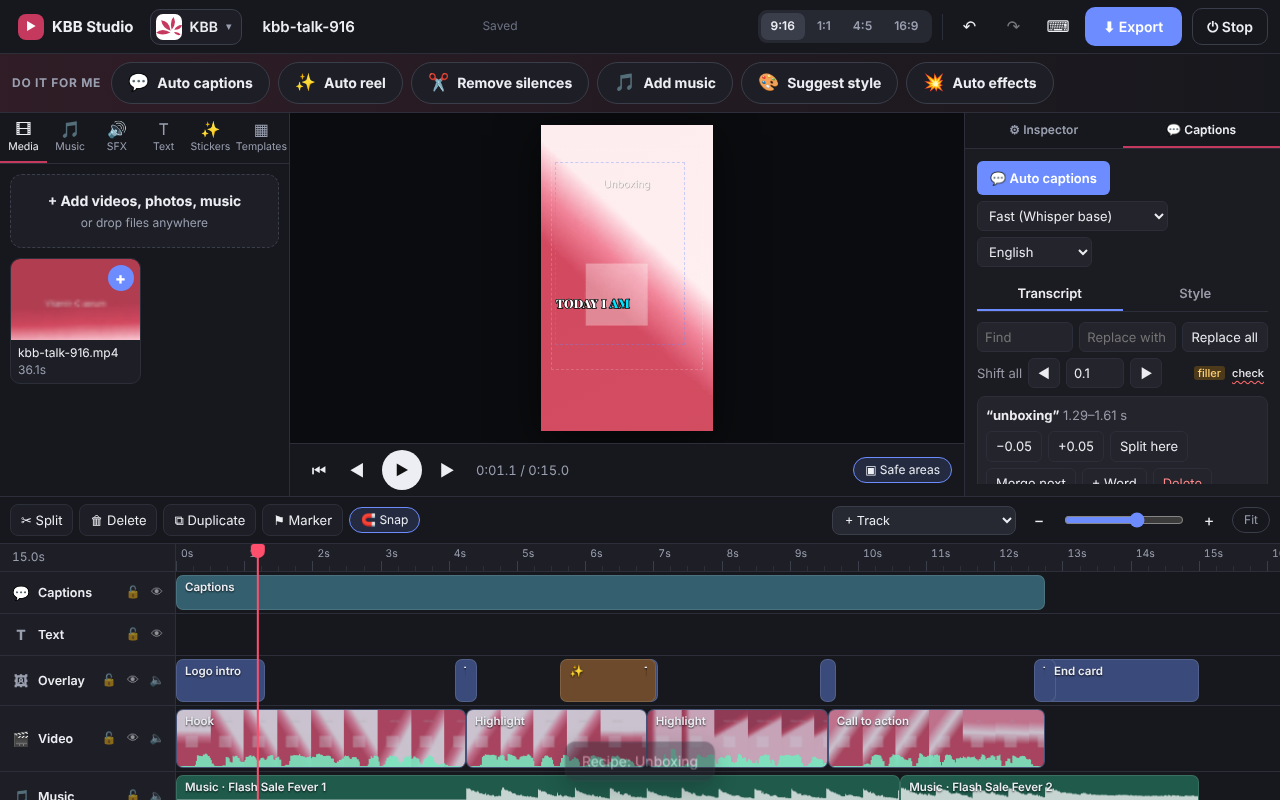 KBB Studio
KBB
kbb-talk-916
Saved
9:16 1:1 4:5 16:9
Export
Stop
DO IT FOR ME
Auto captions
Auto reel
Remove silences
Add music
Suggest style
Auto effects
Media
Music
SFX
Text
Stickers
Templates
+ Add videos, photos, music
or drop files anywhere
Vitamin C serum
kbb-talk-916.mp4
36.1s
Unboxing
TODAY I AM
0:01.1 / 0:15.0
Safe areas
Inspector
Captions
Auto captions
Fast (Whisper base)
English
Transcript
Style
Find
Replace with
Replace all
Shift all
0.1
filler
check
“unboxing” 1.29–1.61 s
−0.05
+0.05
Split here
Merge next
+ Word
Delete
Split
Delete
Duplicate
Marker
Snap
+ Track
−
+
Fit
15.0s
0s 2s 3s 4s 5s 6s 7s 8s 9s 10s 11s 12s 13s 14s 15s
Captions
Captions
Text
Overlay
Logo intro
End card
Video
Hook
Highlight
Highlight
Call to action
Recipe: Unboxing
Music
Music · Flash Sale Fever 1
Music · Flash Sale Fever 2